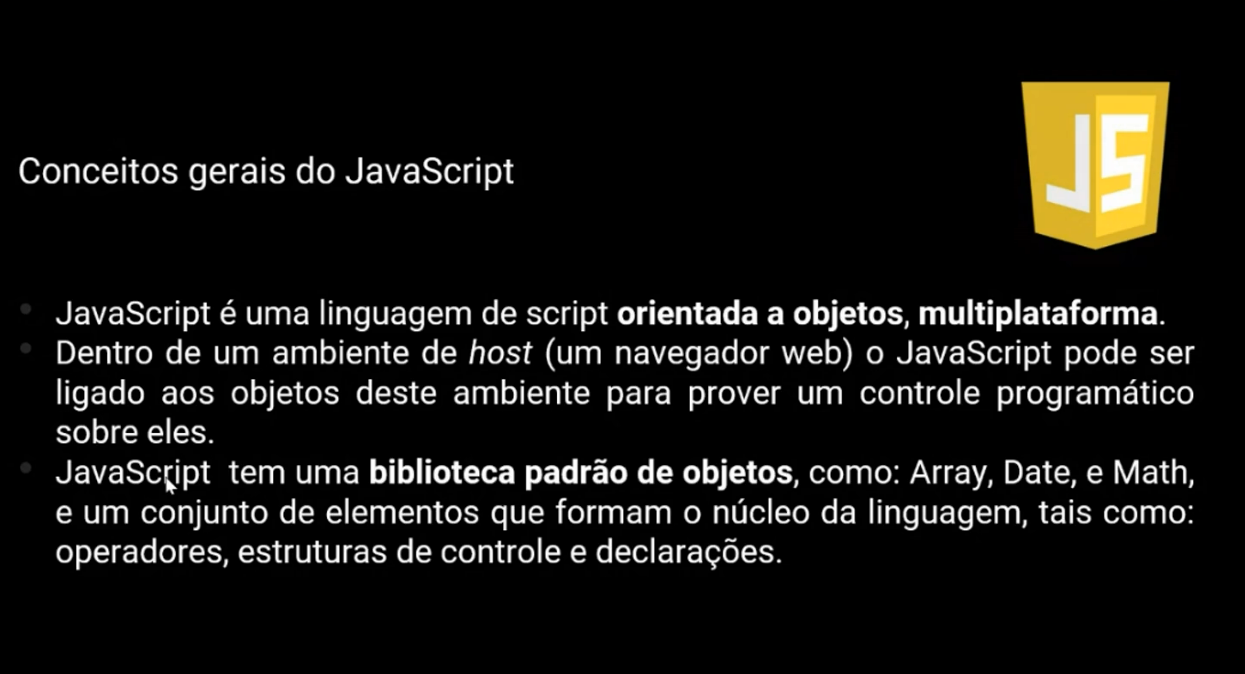 JS
Conceitos gerais do JavaScript
JavaScript é uma linguagem de script orientada a objetos, multiplataforma.
Dentro de um ambiente de host (um navegador web) o JavaScript pode ser
ligado aos objetos deste ambiente para prover um controle programático
sobre eles.
JavaScript tem uma biblioteca padrão de objetos, como: Array, Date, e Math,
e um conjunto de elementos que formam o núcleo da linguagem, tais como:
operadores, estruturas de controle e declarações.